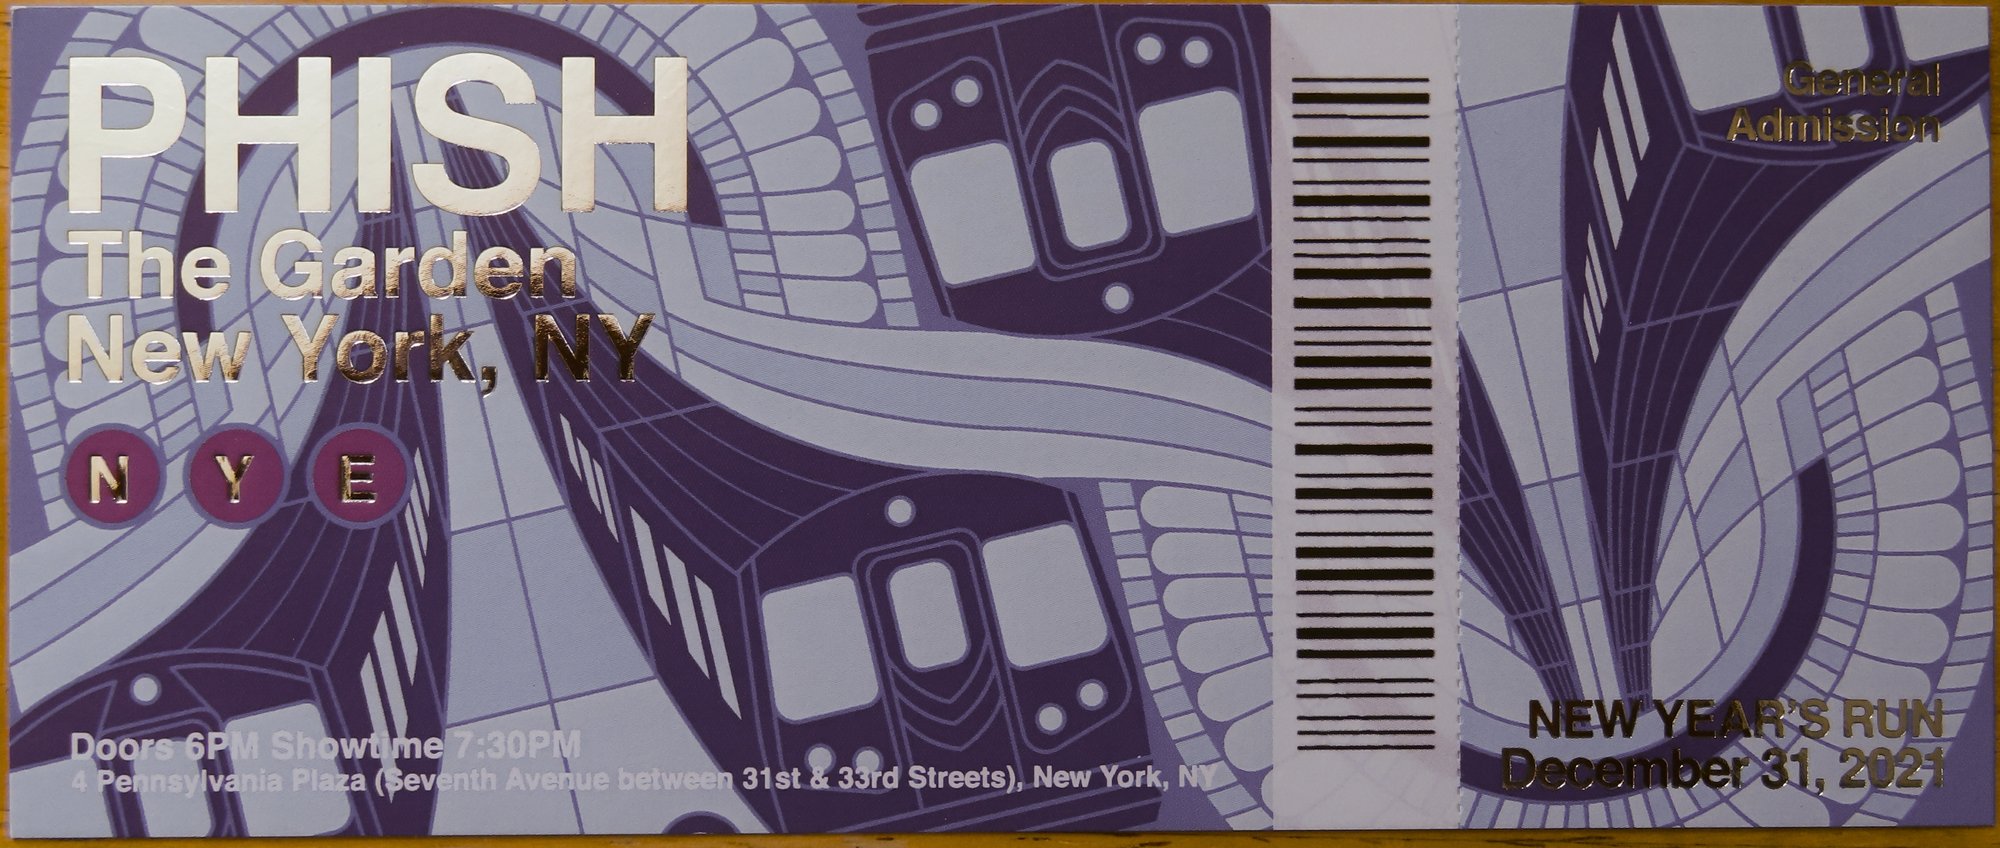 PHISH
The Garden
New York, NY
N Y E
Doors 6PM Showtime 7:30PM
4 Pennsylvania Plaza (Seventh Avenue between 31st & 33rd Streets), New York, NY
General
Admission
NEW YEAR'S RUN
December 31, 2021